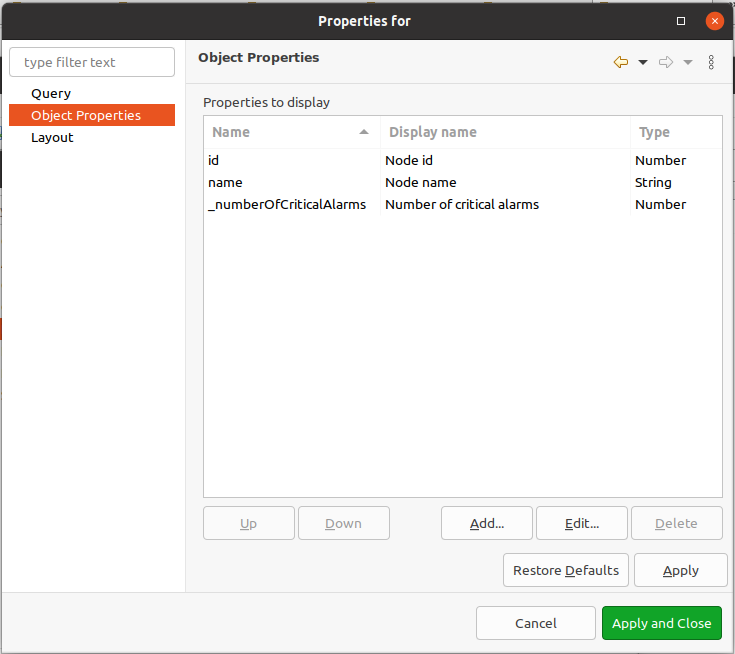 Properties for
type filter text
Query
Object Properties
Layout
Object Properties
Properties to display
Name Display name Type
id Node id Number
name Node name String
_numberOfCriticalAlarms Number of critical alarms Number
Up Down Add... Edit... Delete
Restore Defaults Apply
Cancel Apply and Close